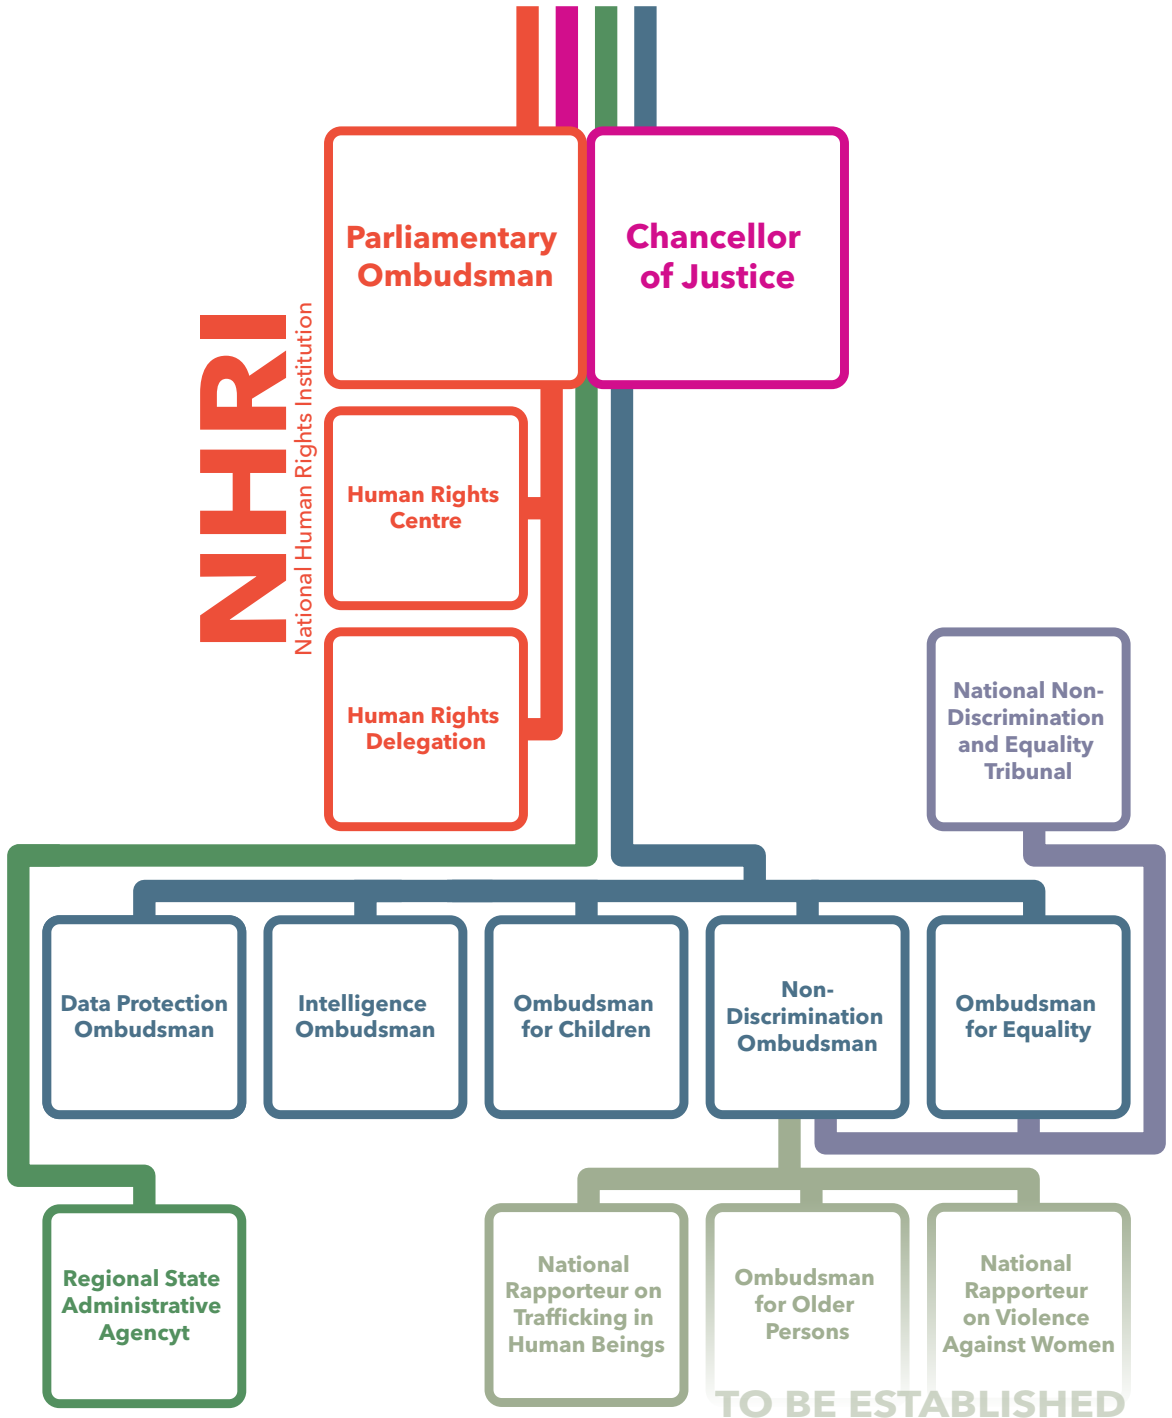 Parliamentary
Ombudsman
Chancellor
of Justice
NHRI
National Human Rights Institution
Human Rights
Centre
Human Rights
Delegation
National Non-
Discrimination
and Equality
Tribunal
Data Protection
Ombudsman
Intelligence
Ombudsman
Ombudsman
for Children
Non-
Discrimination
Ombudsman
Ombudsman
for Equality
Regional State
Administrative
Agencyt
National
Rapporteur on
Trafficking in
Human Beings
Ombudsman
for Older
Persons
National
Rapporteur
on Violence
Against Women
TO BE ESTABLISHED